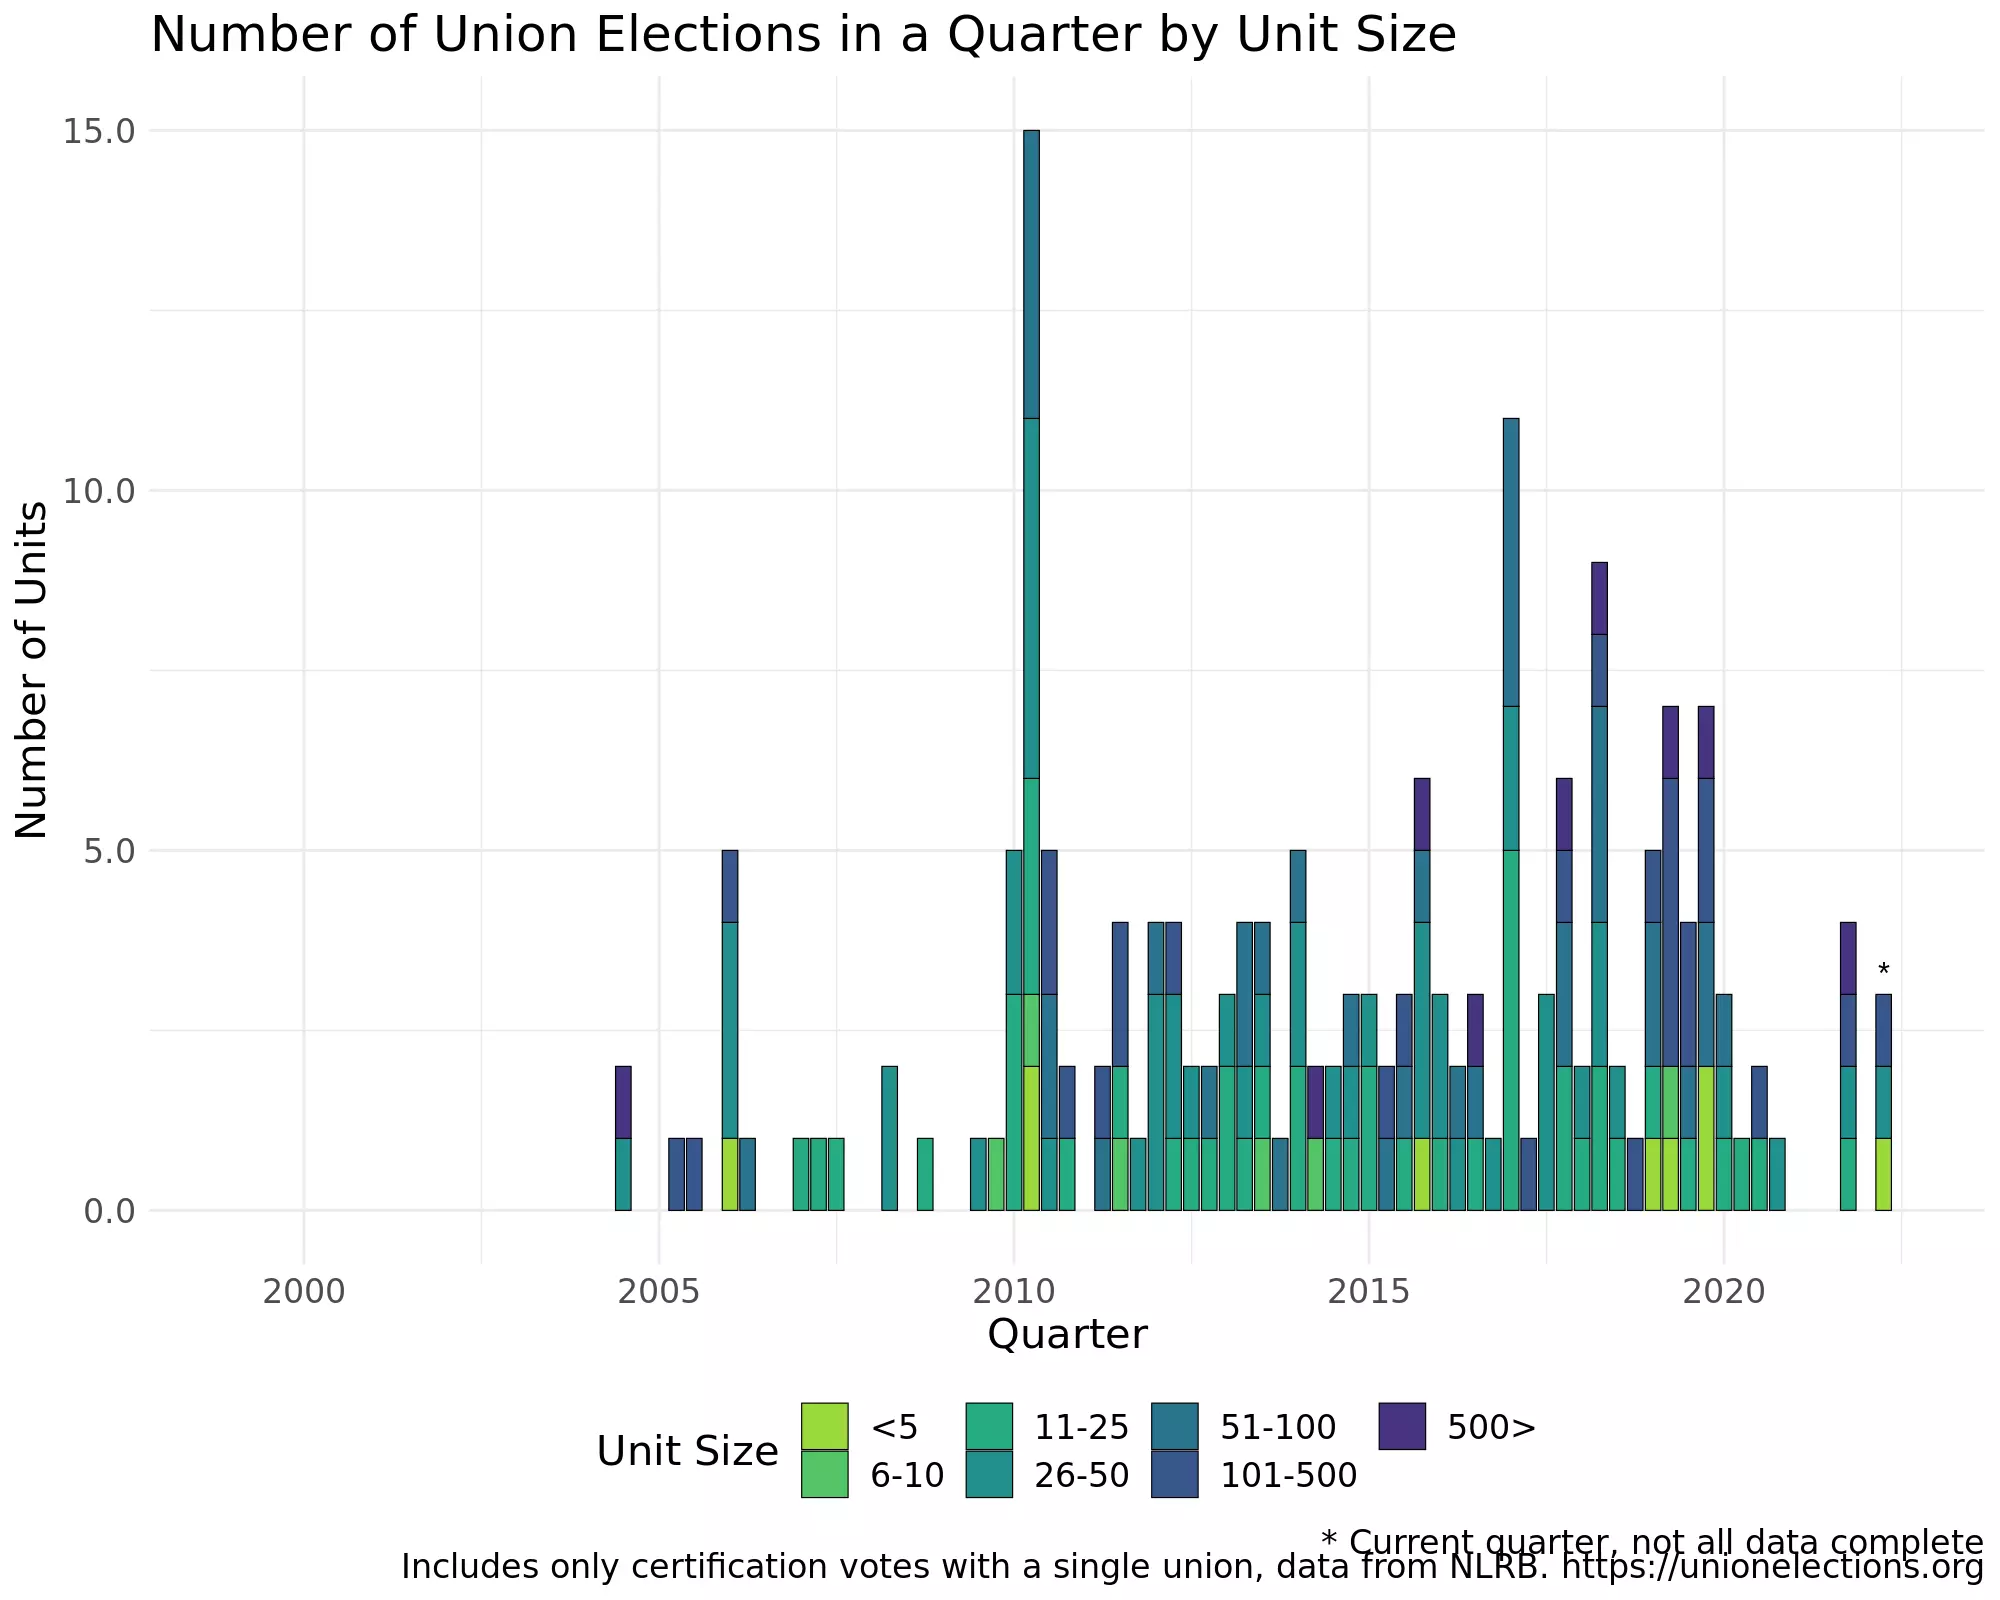 Number of Union Elections in a Quarter by Unit Size
15.0
10.0
5.0
0.0
Number of Units
*
2000 2005 2010 2015 2020
Quarter
Unit Size
<5 11-25 51-100 500>
6-10 26-50 101-500
* Current quarter, not all data complete
Includes only certification votes with a single union, data from NLRB. https://unionelections.org